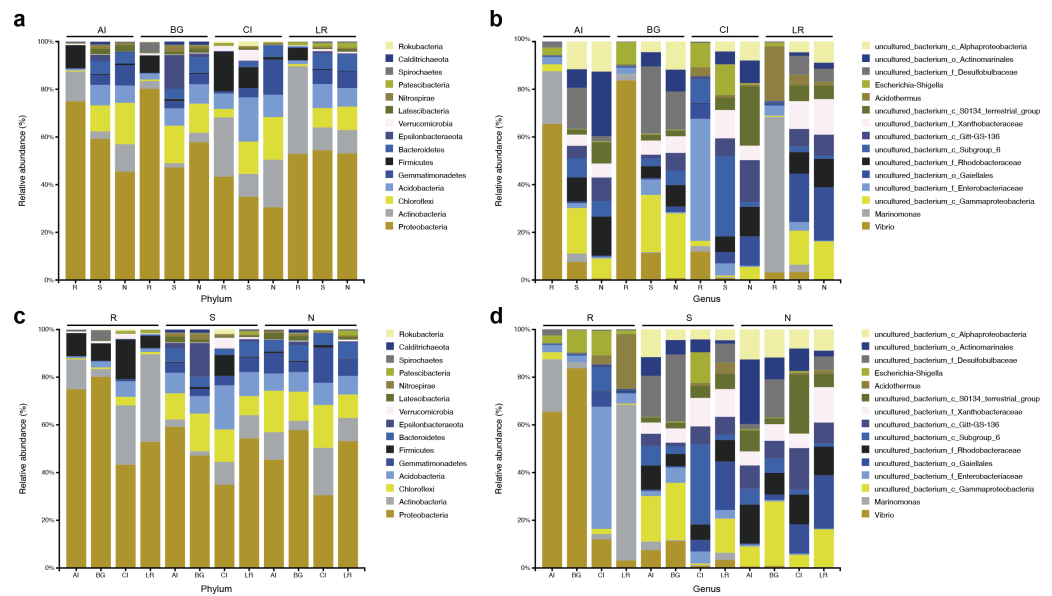 a
AI BG CI LR
100%
80%
60%
40%
20%
0%
Relative abundance (%)
R S N R S N R S N R S N
Phylum
Rokubacteria
Calditrichaeota
Spirochaetes
Patecibacteria
Nitrospirae
Latescibacteria
Verrucomicrobia
Epsilonbacteraeota
Bacteroidetes
Firmicutes
Gemmatimonadetes
Acidobacteria
Chloroflexi
Actinobacteria
Proteobacteria
b
AI BG CI LR
100%
80%
60%
40%
20%
0%
Relative abundance (%)
R S N R S N R S N R S N
Genus
uncultured_bacterium_c_Alphaproteobacteria
uncultured_bacterium_o_Actinomarinales
uncultured_bacterium_f_Desulfobulbaceae
Escherichia-Shigella
Acidothermus
uncultured_bacterium_c_S0134_terrestrial_group
uncultured_bacterium_f_Xanthobacteraceae
uncultured_bacterium_c_Gitt-GS-136
uncultured_bacterium_c_Subgroup_6
uncultured_bacterium_f_Rhodobacteraceae
uncultured_bacterium_o_Gaiellales
uncultured_bacterium_f_Enterobacteriaceae
uncultured_bacterium_c_Gammaproteobacteria
Marinomonas
Vibrio
c
R S N
100%
80%
60%
40%
20%
0%
Relative abundance (%)
AI BG CI LR AI BG CI LR AI BG CI LR
Phylum
Rokubacteria
Calditrichaeota
Spirochaetes
Patescibacteria
Nitrospirae
Latescibacteria
Verrucomicrobia
Epsilonbacteraeota
Bacteroidetes
Firmicutes
Gemmatimonadetes
Acidobacteria
Chloroflexi
Actinobacteria
Proteobacteria
d
R S N
100%
80%
60%
40%
20%
0%
Relative abundance (%)
AI BG CI LR AI BG CI LR AI BG CI LR
Genus
uncultured_bacterium_c_Alphaproteobacteria
uncultured_bacterium_o_Actinomarinales
uncultured_bacterium_f_Desulfobulbaceae
Escherichia-Shigella
Acidothermus
uncultured_bacterium_c_S0134_terrestrial_group
uncultured_bacterium_f_Xanthobacteraceae
uncultured_bacterium_c_Gitt-GS-136
uncultured_bacterium_c_Subgroup_6
uncultured_bacterium_f_Rhodobacteraceae
uncultured_bacterium_o_Gaiellales
uncultured_bacterium_f_Enterobacteriaceae
uncultured_bacterium_c_Gammaproteobacteria
Marinomonas
Vibrio